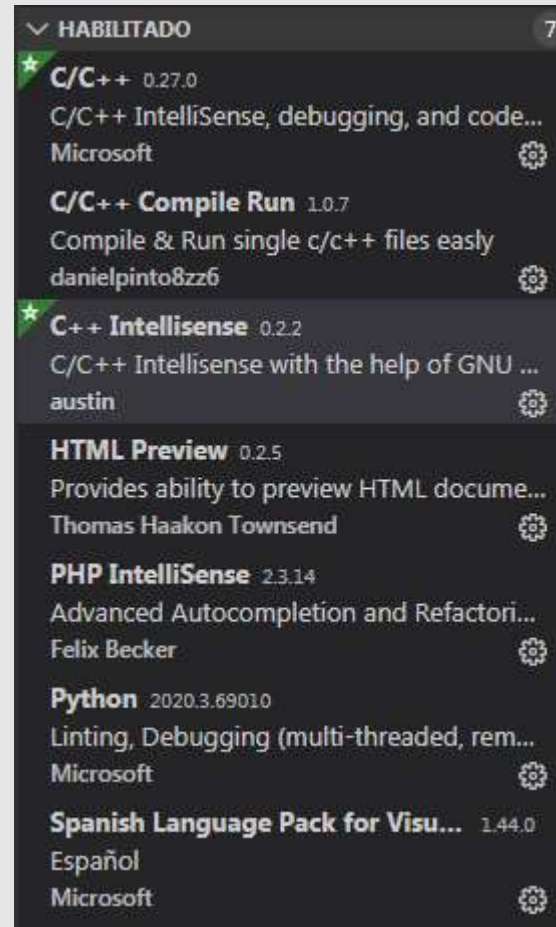 HABILITADO 7
C/C++ 0.27.0
C/C++ IntelliSense, debugging, and code...
Microsoft
C/C++ Compile Run 1.0.7
Compile & Run single c/c++ files easly
danielpinto8zz6
C++ Intellisense 0.2.2
C/C++ Intellisense with the help of GNU ...
austin
HTML Preview 0.2.5
Provides ability to preview HTML docume...
Thomas Haakon Townsend
PHP IntelliSense 2.3.14
Advanced Autocompletion and Refactori...
Felix Becker
Python 2020.3.69010
Linting, Debugging (multi-threaded, rem...
Microsoft
Spanish Language Pack for Visu... 1.44.0
Español
Microsoft